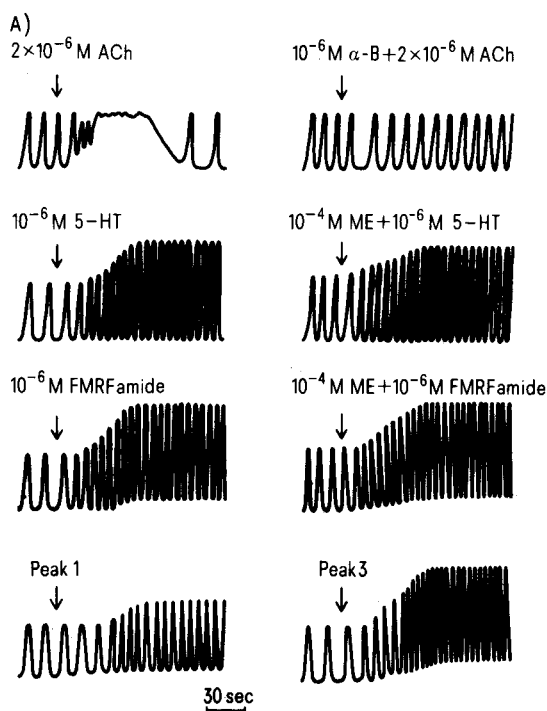 A)
2×10⁻⁶ M ACh
10⁻⁶ M α-B+2×10⁻⁶ M ACh
10⁻⁶ M 5-HT
10⁻⁴ M ME+10⁻⁶ M 5-HT
10⁻⁶ M FMRFamide
10⁻⁴ M ME+10⁻⁶ M FMRFamide
Peak 1
Peak 3
30 sec